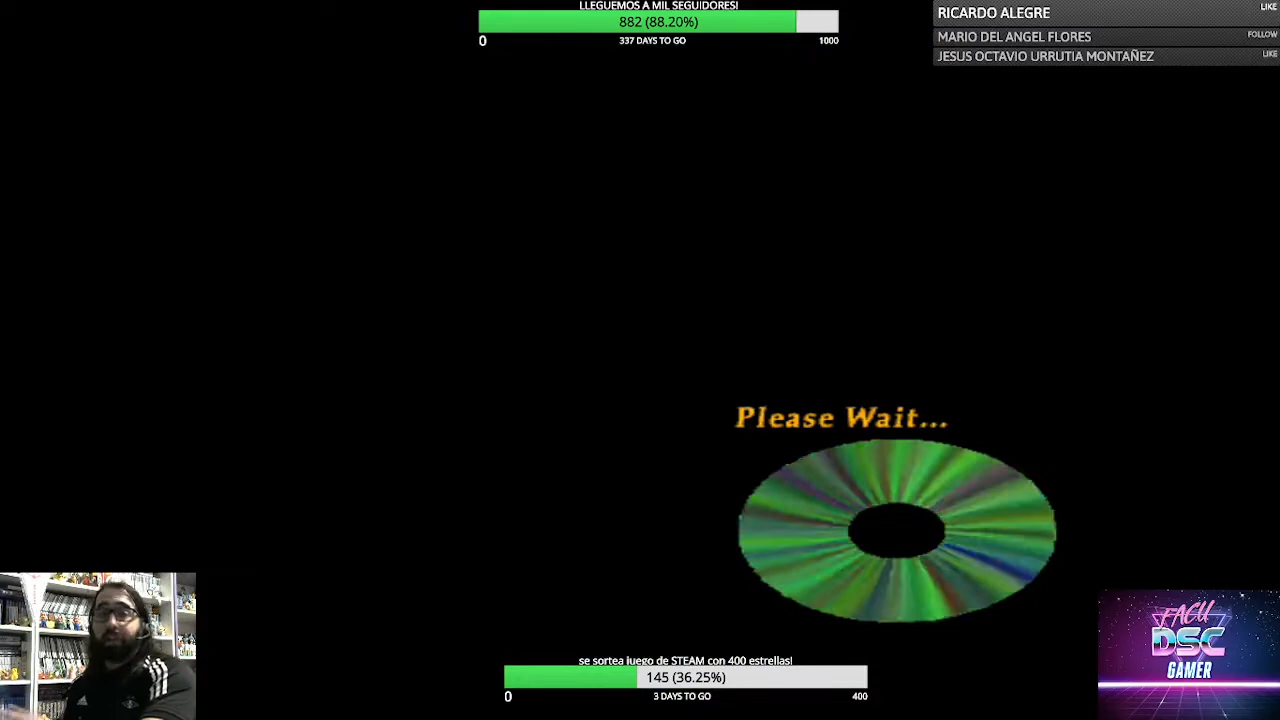 LLEGUEMOS A MIL SEGUIDORES!
882 (88.20%)
0
337 DAYS TO GO
1000
RICARDO ALEGRE
LIKE
MARIO DEL ANGEL FLORES
FOLLOW
JESUS OCTAVIO URRUTIA MONTAÑEZ
LIKE
Please Wait...
FACU
DSC
GAMER
se sortea juego de STEAM con 400 estrellas!
145 (36.25%)
0
3 DAYS TO GO
400